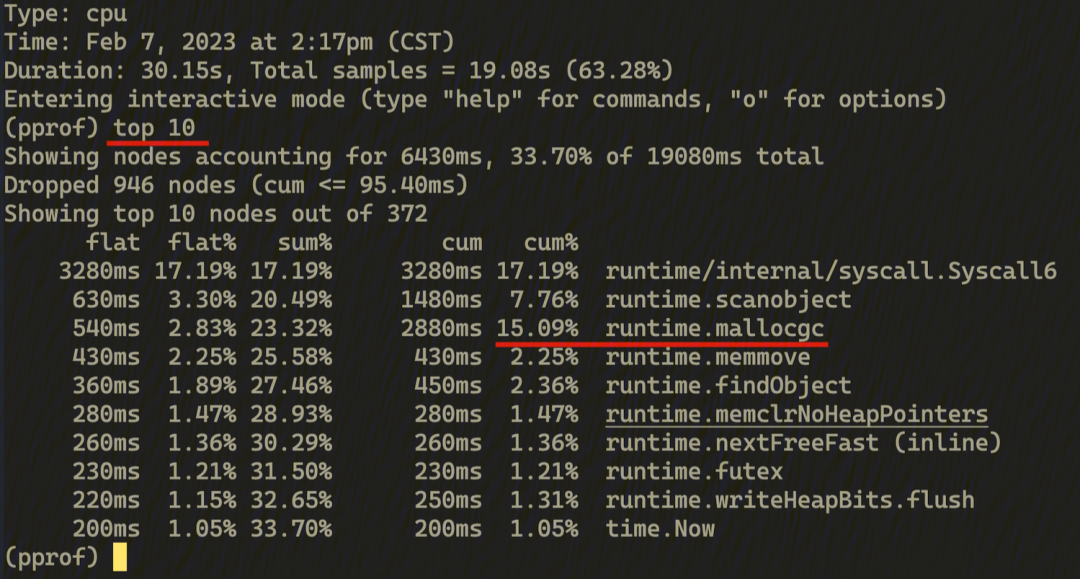 Type: cpu
Time: Feb 7, 2023 at 2:17pm (CST)
Duration: 30.15s, Total samples = 19.08s (63.28%)
Entering interactive mode (type "help" for commands, "o" for options)
(pprof) top 10
Showing nodes accounting for 6430ms, 33.70% of 19080ms total
Dropped 946 nodes (cum <= 95.40ms)
Showing top 10 nodes out of 372
flat flat% sum% cum cum%
3280ms 17.19% 17.19% 3280ms 17.19% runtime/internal/syscall.Syscall6
630ms 3.30% 20.49% 1480ms 7.76% runtime.scanobject
540ms 2.83% 23.32% 2880ms 15.09% runtime.mallocgc
430ms 2.25% 25.58% 430ms 2.25% runtime.memmove
360ms 1.89% 27.46% 450ms 2.36% runtime.findObject
280ms 1.47% 28.93% 280ms 1.47% runtime.memclrNoHeapPointers
260ms 1.36% 30.29% 260ms 1.36% runtime.nextFreeFast (inline)
230ms 1.21% 31.50% 230ms 1.21% runtime.futex
220ms 1.15% 32.65% 250ms 1.31% runtime.writeHeapBits.flush
200ms 1.05% 33.70% 200ms 1.05% time.Now
(pprof)